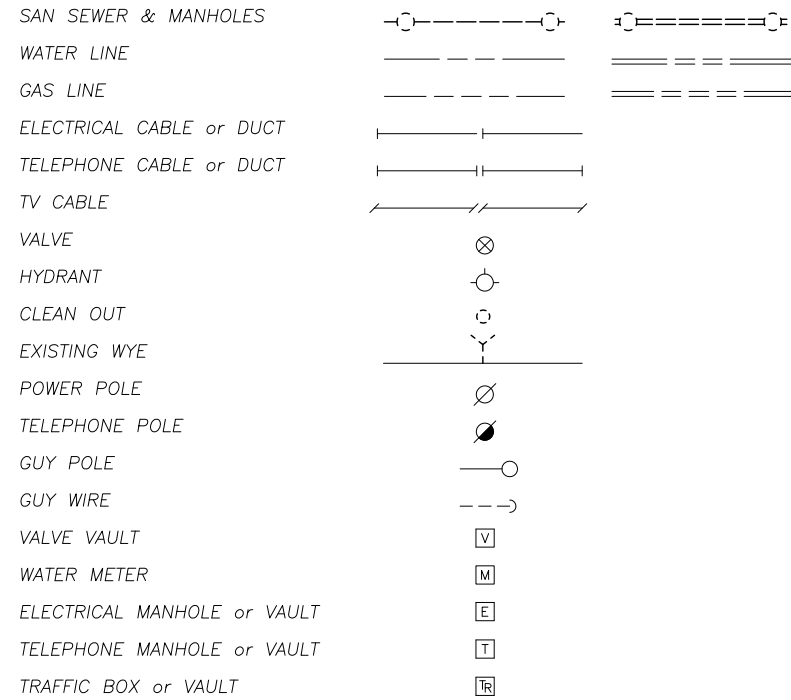 SAN SEWER & MANHOLES
WATER LINE
GAS LINE
ELECTRICAL CABLE or DUCT
TELEPHONE CABLE or DUCT
TV CABLE
VALVE
HYDRANT
CLEAN OUT
EXISTING WYE
POWER POLE
TELEPHONE POLE
GUY POLE
GUY WIRE
VALVE VAULT V
WATER METER M
ELECTRICAL MANHOLE or VAULT E
TELEPHONE MANHOLE or VAULT T
TRAFFIC BOX or VAULT TR